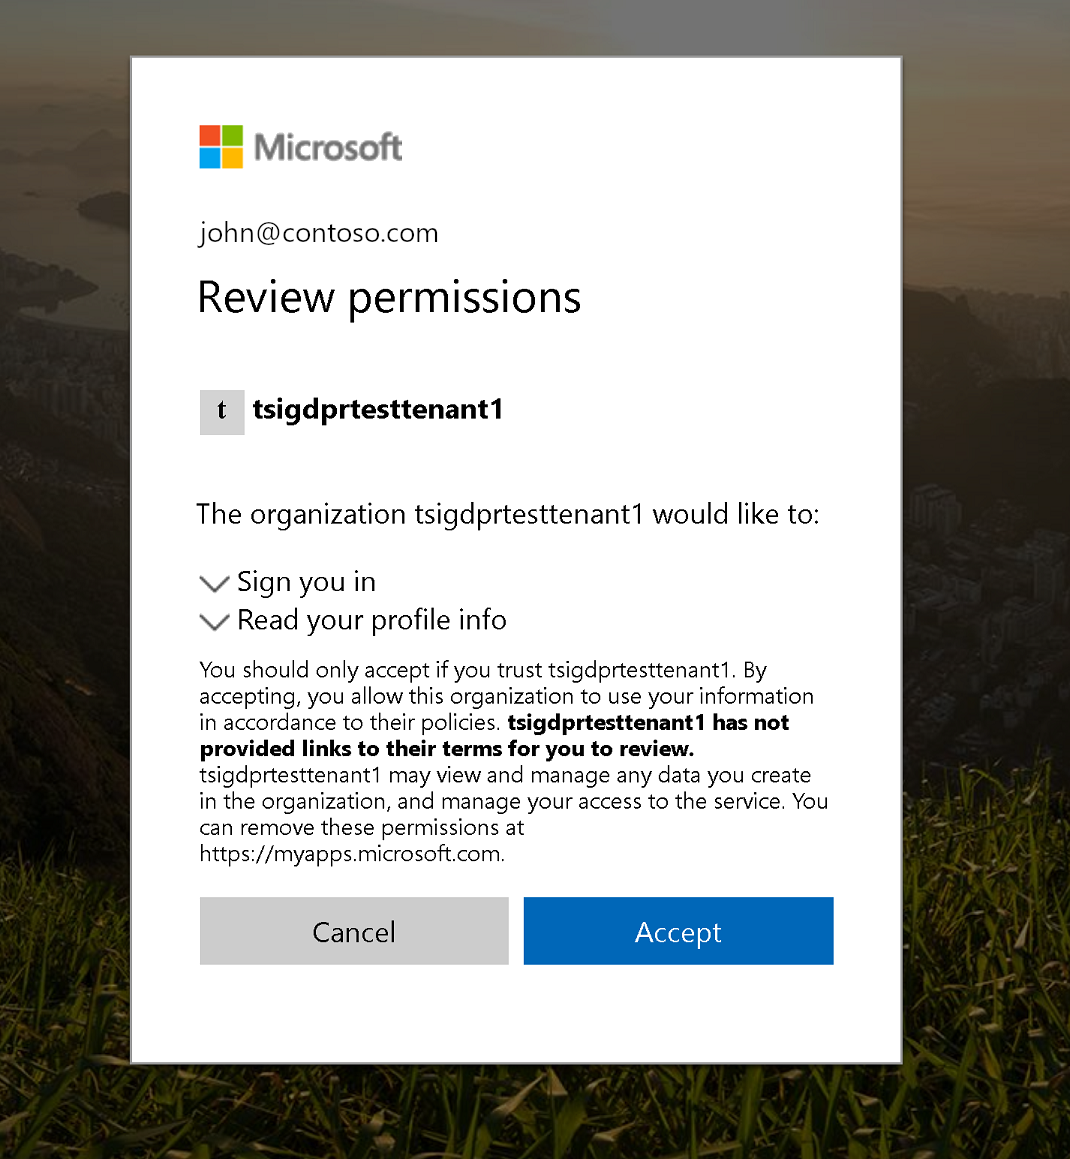 Microsoft
john@contoso.com
Review permissions
t tsigdprtesttenant1
The organization tsigdprtesttenant1 would like to:
Sign you in
Read your profile info
You should only accept if you trust tsigdprtesttenant1. By
accepting, you allow this organization to use your information
in accordance to their policies. tsigdprtesttenant1 has not
provided links to their terms for you to review.
tsigdprtesttenant1 may view and manage any data you create
in the organization, and manage your access to the service. You
can remove these permissions at
https://myapps.microsoft.com.
Cancel Accept